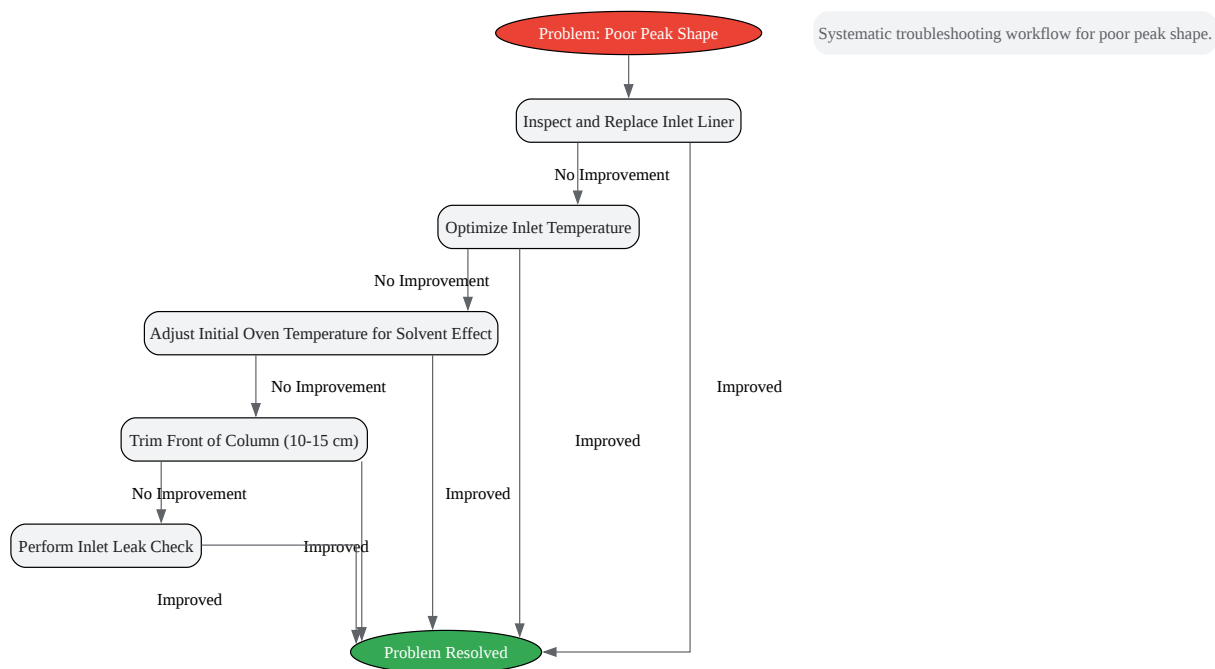 Problem: Poor Peak Shape
Systematic troubleshooting workflow for poor peak shape.
Inspect and Replace Inlet Liner
No Improvement
Optimize Inlet Temperature
No Improvement
Adjust Initial Oven Temperature for Solvent Effect
No Improvement
Improved
Trim Front of Column (10-15 cm)
Improved
No Improvement
Improved
Perform Inlet Leak Check
Improved
Improved
Problem Resolved